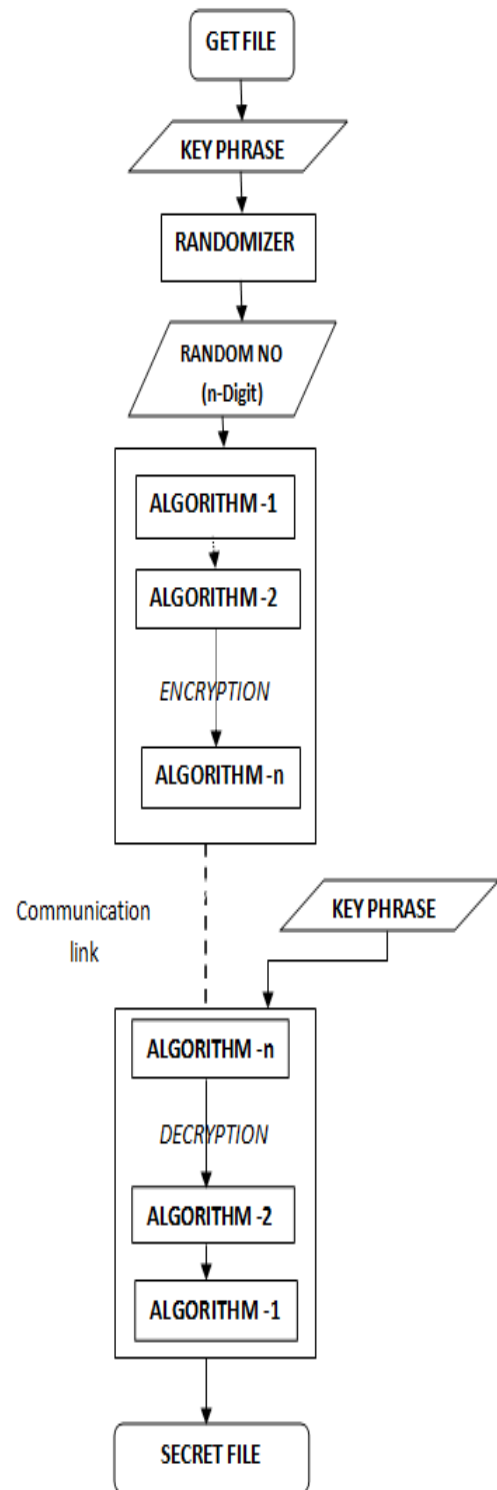 GET FILE
KEY PHRASE
RANDOMIZER
RANDOM NO
(n-Digit)
ALGORITHM -1
ALGORITHM -2
ENCRYPTION
ALGORITHM -n
Communication
link
KEY PHRASE
ALGORITHM -n
DECRYPTION
ALGORITHM -2
ALGORITHM -1
SECRET FILE